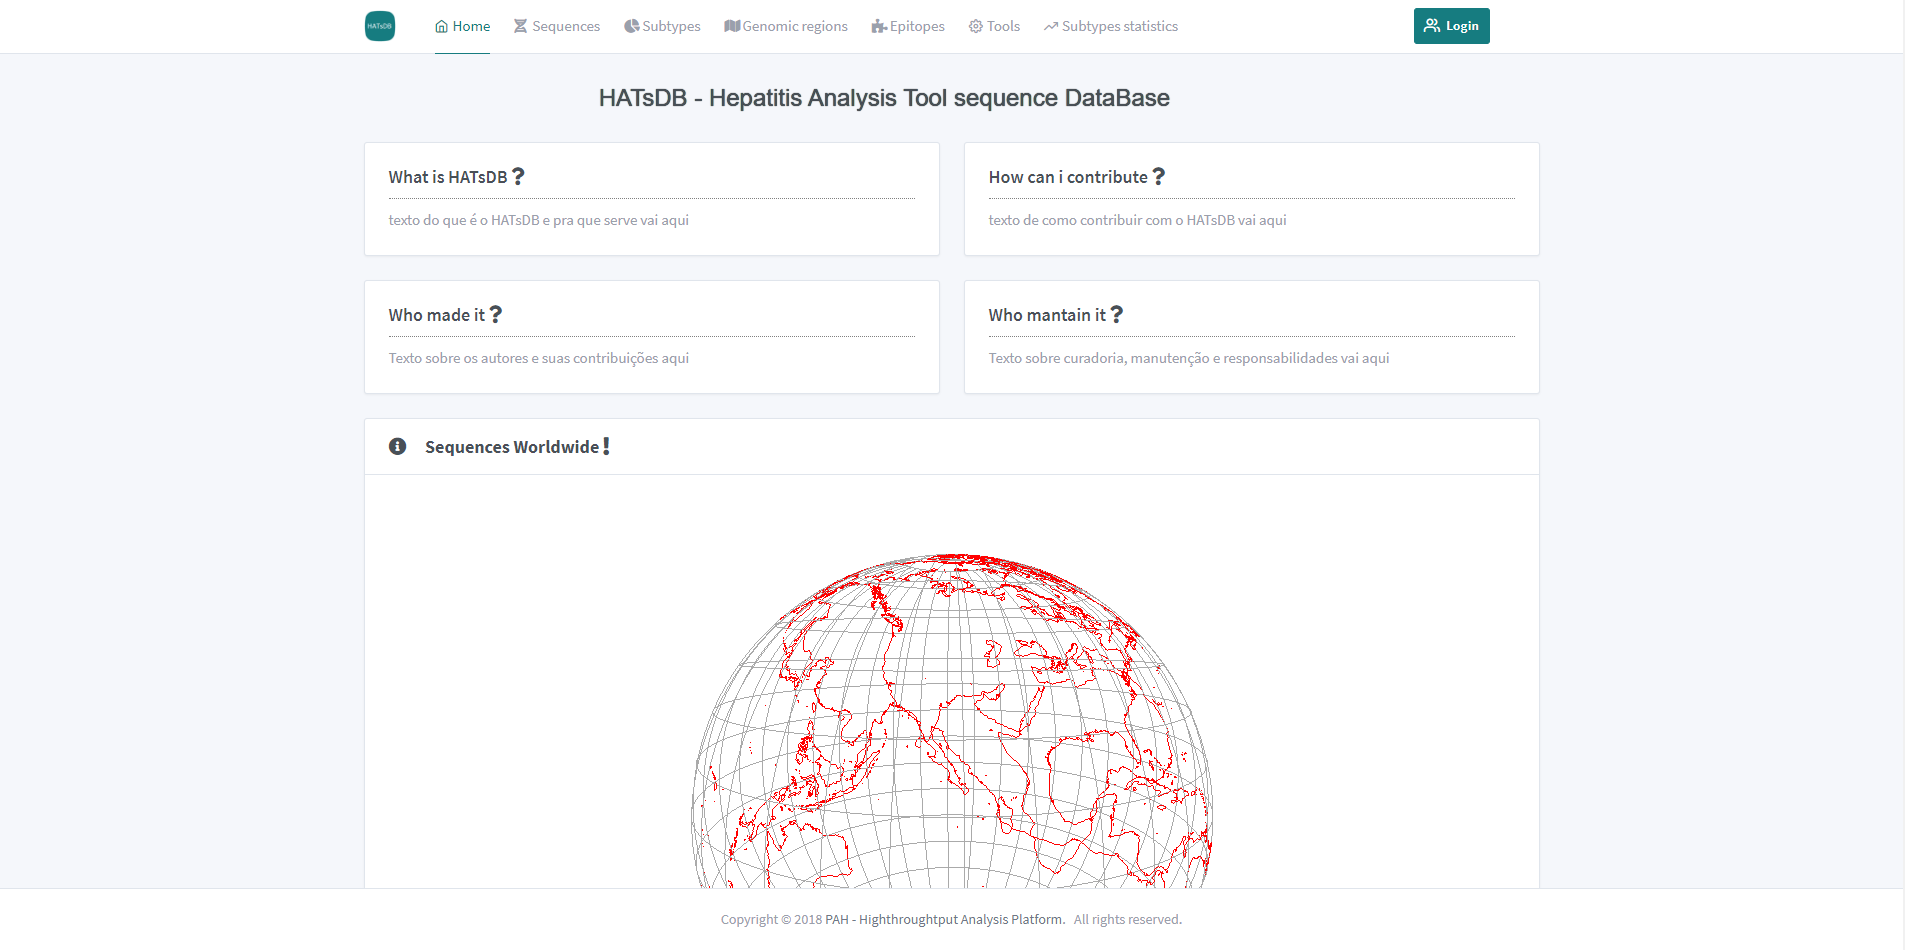 HATsDB
Home Sequences Subtypes Genomic regions Epitopes Tools Subtypes statistics Login
HATsDB - Hepatitis Analysis Tool sequence DataBase
What is HATsDB ?
texto do que é o HATsDB e pra que serve vai aqui
How can i contribute ?
texto de como contribuir com o HATsDB vai aqui
Who made it ?
Texto sobre os autores e suas contribuições aqui
Who mantain it ?
Texto sobre curadoria, manutenção e responsabilidades vai aqui
Sequences Worldwide !
Copyright © 2018 PAH - Highthroughtput Analysis Platform. All rights reserved.